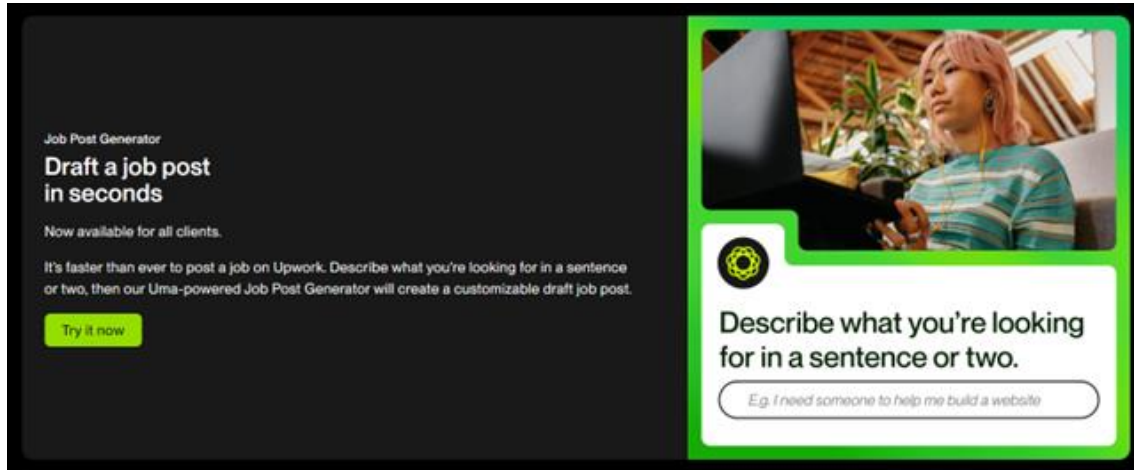 Job Post Generator
Draft a job post
in seconds
Now available for all clients.
It's faster than ever to post a job on Upwork. Describe what you're looking for in a sentence
or two, then our Uma-powered Job Post Generator will create a customizable draft job post.
Try it now
Describe what you're looking
for in a sentence or two.
E.g. I need someone to help me build a website